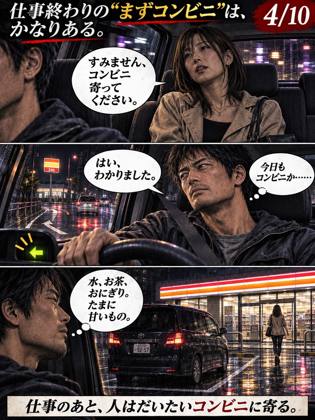 仕事終わりの“まずコンビニ”は、
かなりある。
4/10
すみません、
コンビニ
寄って
ください。
はい、
わかりました。
今日も
コンビニか……
水、お茶、
おにぎり。
たまに
甘いもの。
仕事のあと、人はだいたいコンビニに寄る。